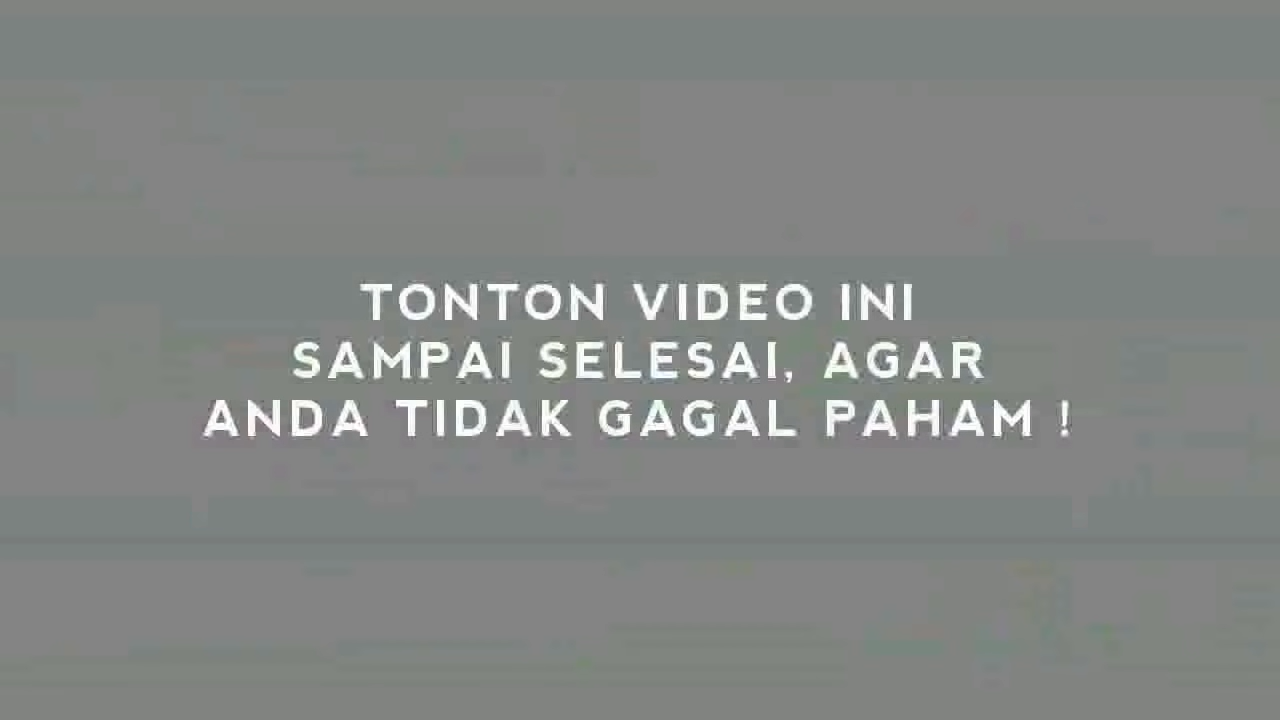 TONTON VIDEO INI
SAMPAI SELESAI, AGAR
ANDA TIDAK GAGAL PAHAM !